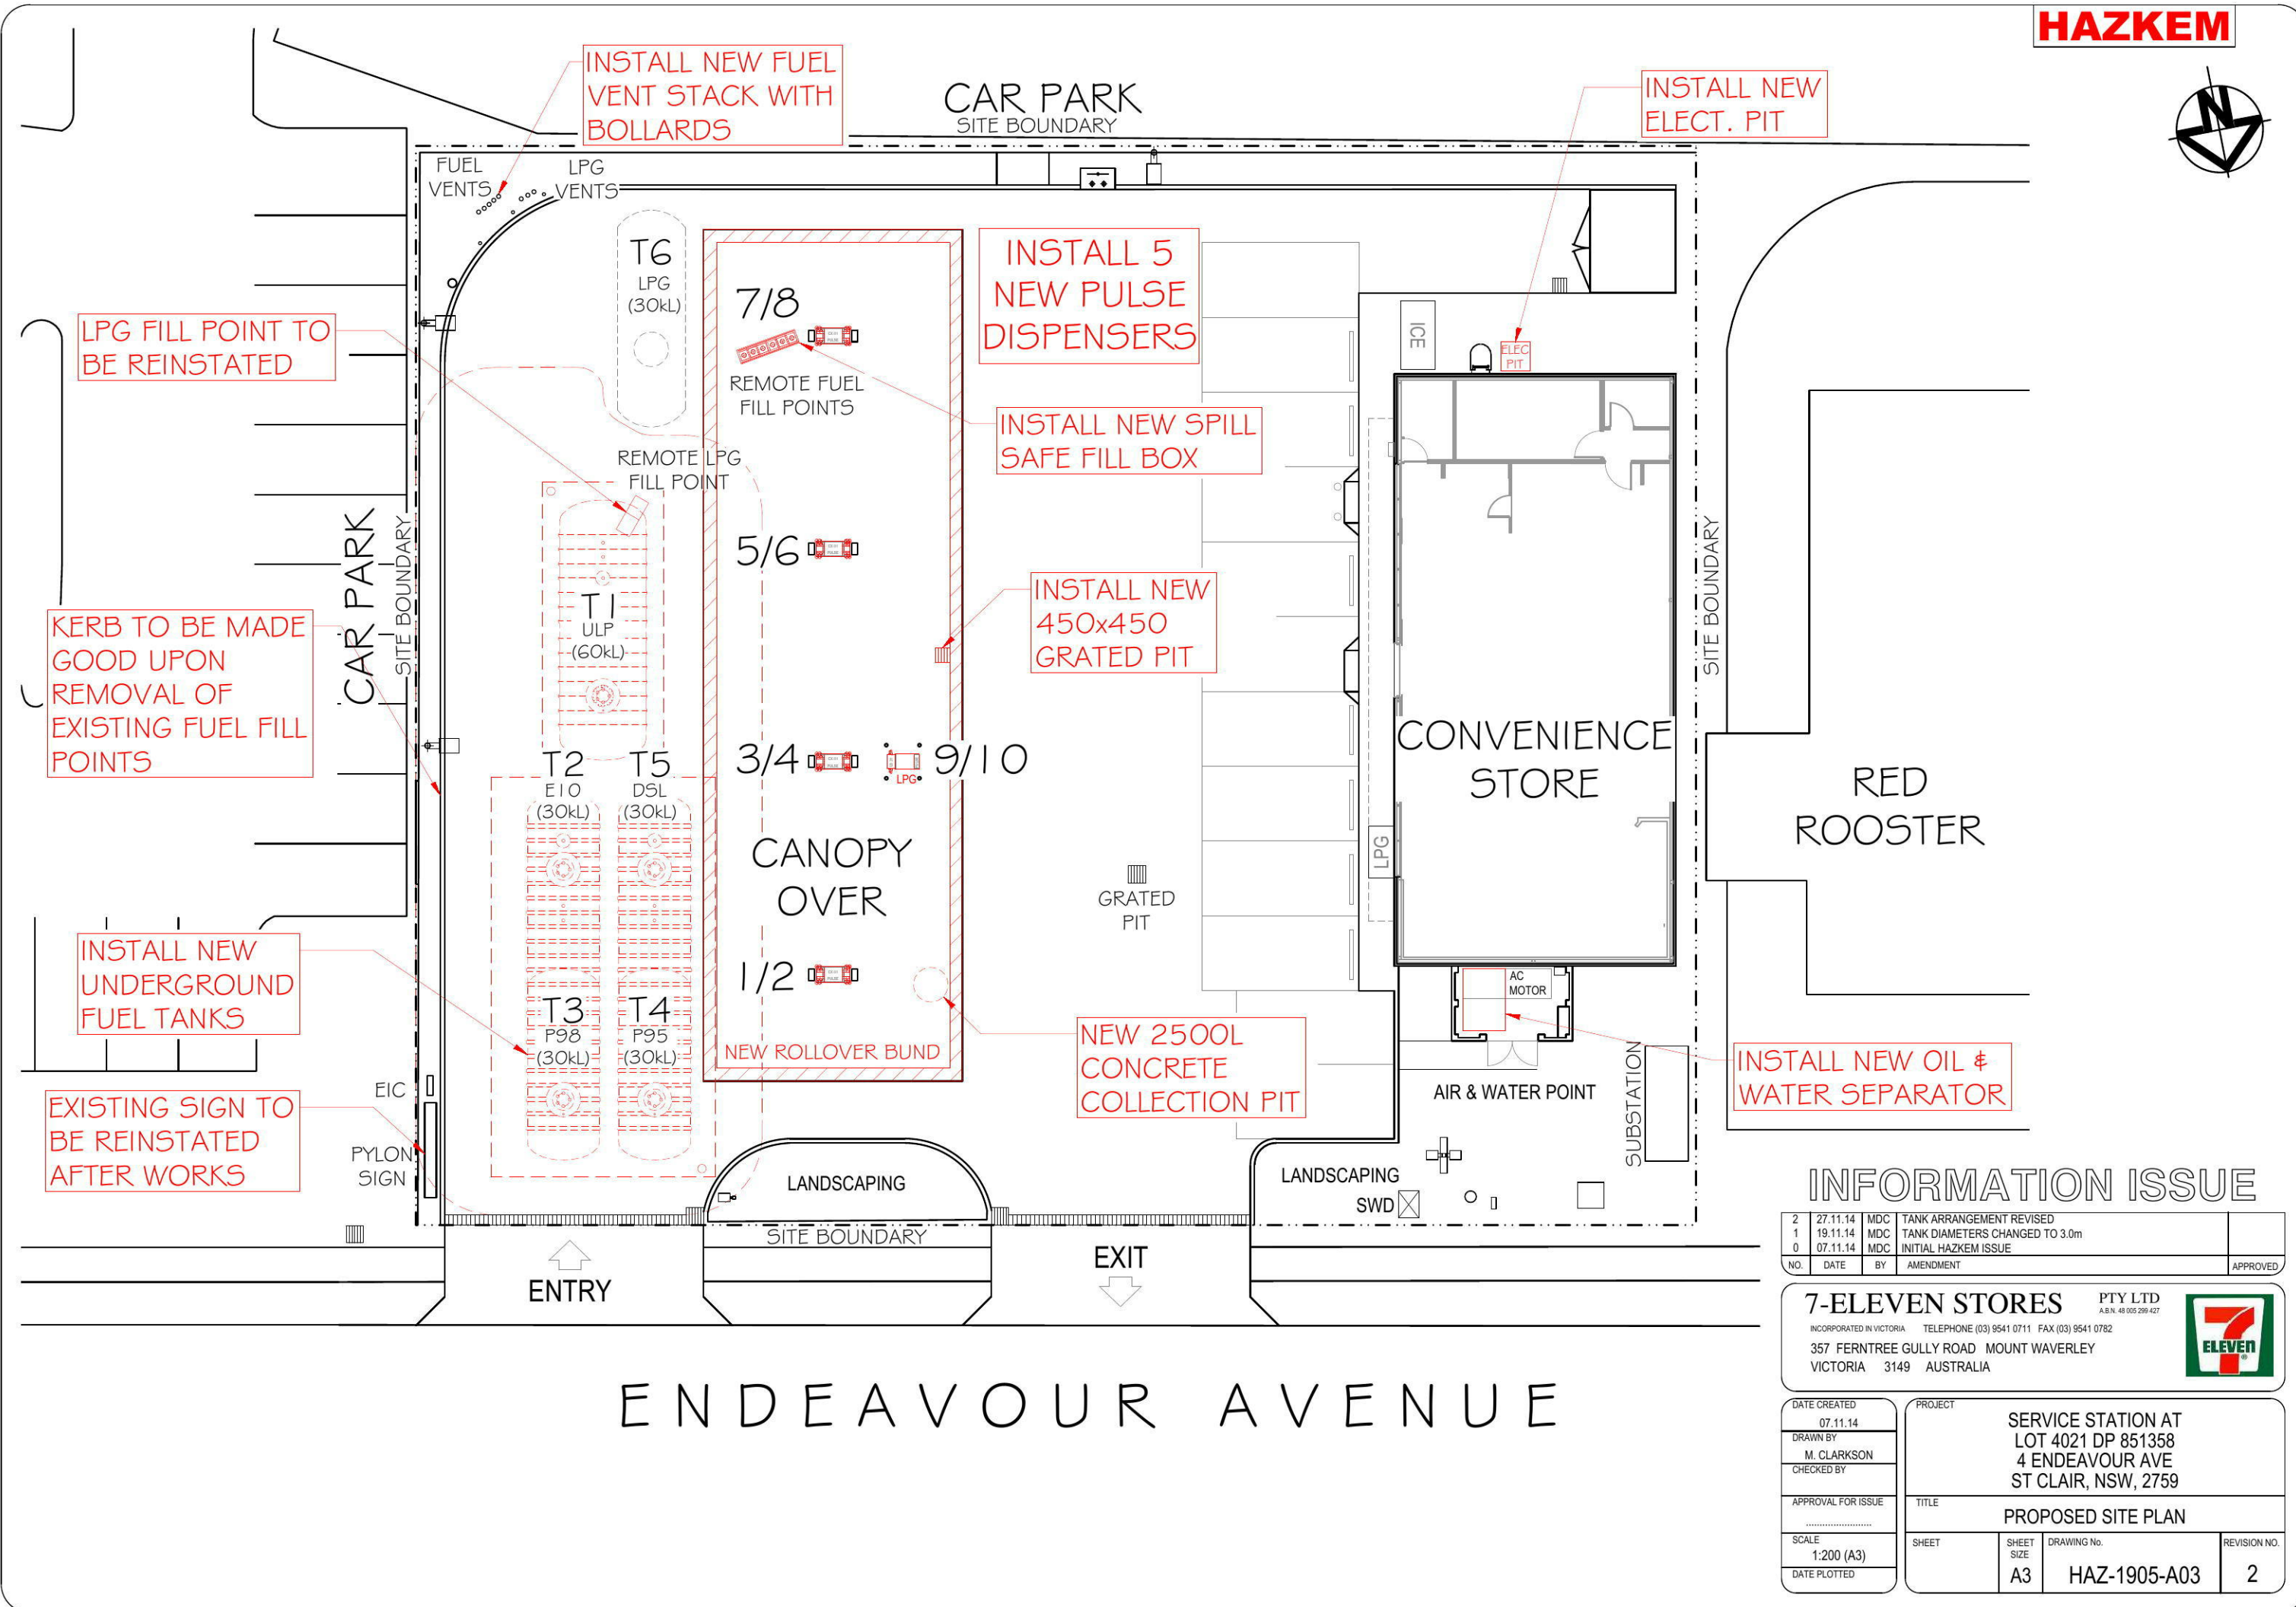 HAZKEM
N
INSTALL NEW FUEL
VENT STACK WITH
BOLLARDS
CAR PARK
SITE BOUNDARY
INSTALL NEW
ELECT. PIT
FUEL
VENTS
LPG
VENTS
T6
LPG
(30kL)
7/8
INSTALL 5
NEW PULSE
DISPENSERS
LPG FILL POINT TO
BE REINSTATED
ICE
ELEC
PIT
REMOTE FUEL
FILL POINTS
INSTALL NEW SPILL
SAFE FILL BOX
REMOTE LPG
FILL POINT
CAR PARK
SITE BOUNDARY
5/6
SITE BOUNDARY
T1
ULP
(60kL)
INSTALL NEW
450x450
GRATED PIT
KERB TO BE MADE
GOOD UPON
REMOVAL OF
EXISTING FUEL FILL
POINTS
T2
E10
(30kL)
T5
DSL
(30kL)
3/4
LPG
9/10
CONVENIENCE
STORE
RED
ROOSTER
CANOPY
OVER
LPG
GRATED
PIT
INSTALL NEW
UNDERGROUND
FUEL TANKS
1/2
AC
MOTOR
T3
P98
(30kL)
T4
P95
(30kL)
NEW ROLLOVER BUND
NEW 2500L
CONCRETE
COLLECTION PIT
INSTALL NEW OIL &
WATER SEPARATOR
EIC
EXISTING SIGN TO
BE REINSTATED
AFTER WORKS
PYLON
SIGN
AIR & WATER POINT
SUBSTATION
LANDSCAPING
LANDSCAPING
SWD
SITE BOUNDARY
ENTRY
EXIT
ENDEAVOUR AVENUE
INFORMATION ISSUE
2 27.11.14 MDC TANK ARRANGEMENT REVISED
1 19.11.14 MDC TANK DIAMETERS CHANGED TO 3.0m
0 07.11.14 MDC INITIAL HAZKEM ISSUE
NO. DATE BY AMENDMENT APPROVED
7-ELEVEN STORES PTY LTD
A.B.N. 48 005 299 427
INCORPORATED IN VICTORIA TELEPHONE (03) 9541 0711 FAX (03) 9541 0782
357 FERNTREE GULLY ROAD MOUNT WAVERLEY
VICTORIA 3149 AUSTRALIA
7
ELEVEn
®
DATE CREATED
07.11.14
DRAWN BY
M. CLARKSON
CHECKED BY
APPROVAL FOR ISSUE
SCALE
1:200 (A3)
DATE PLOTTED
PROJECT
SERVICE STATION AT
LOT 4021 DP 851358
4 ENDEAVOUR AVE
ST CLAIR, NSW, 2759
TITLE
PROPOSED SITE PLAN
SHEET
SHEET SIZE
A3
DRAWING No.
HAZ-1905-A03
REVISION NO.
2